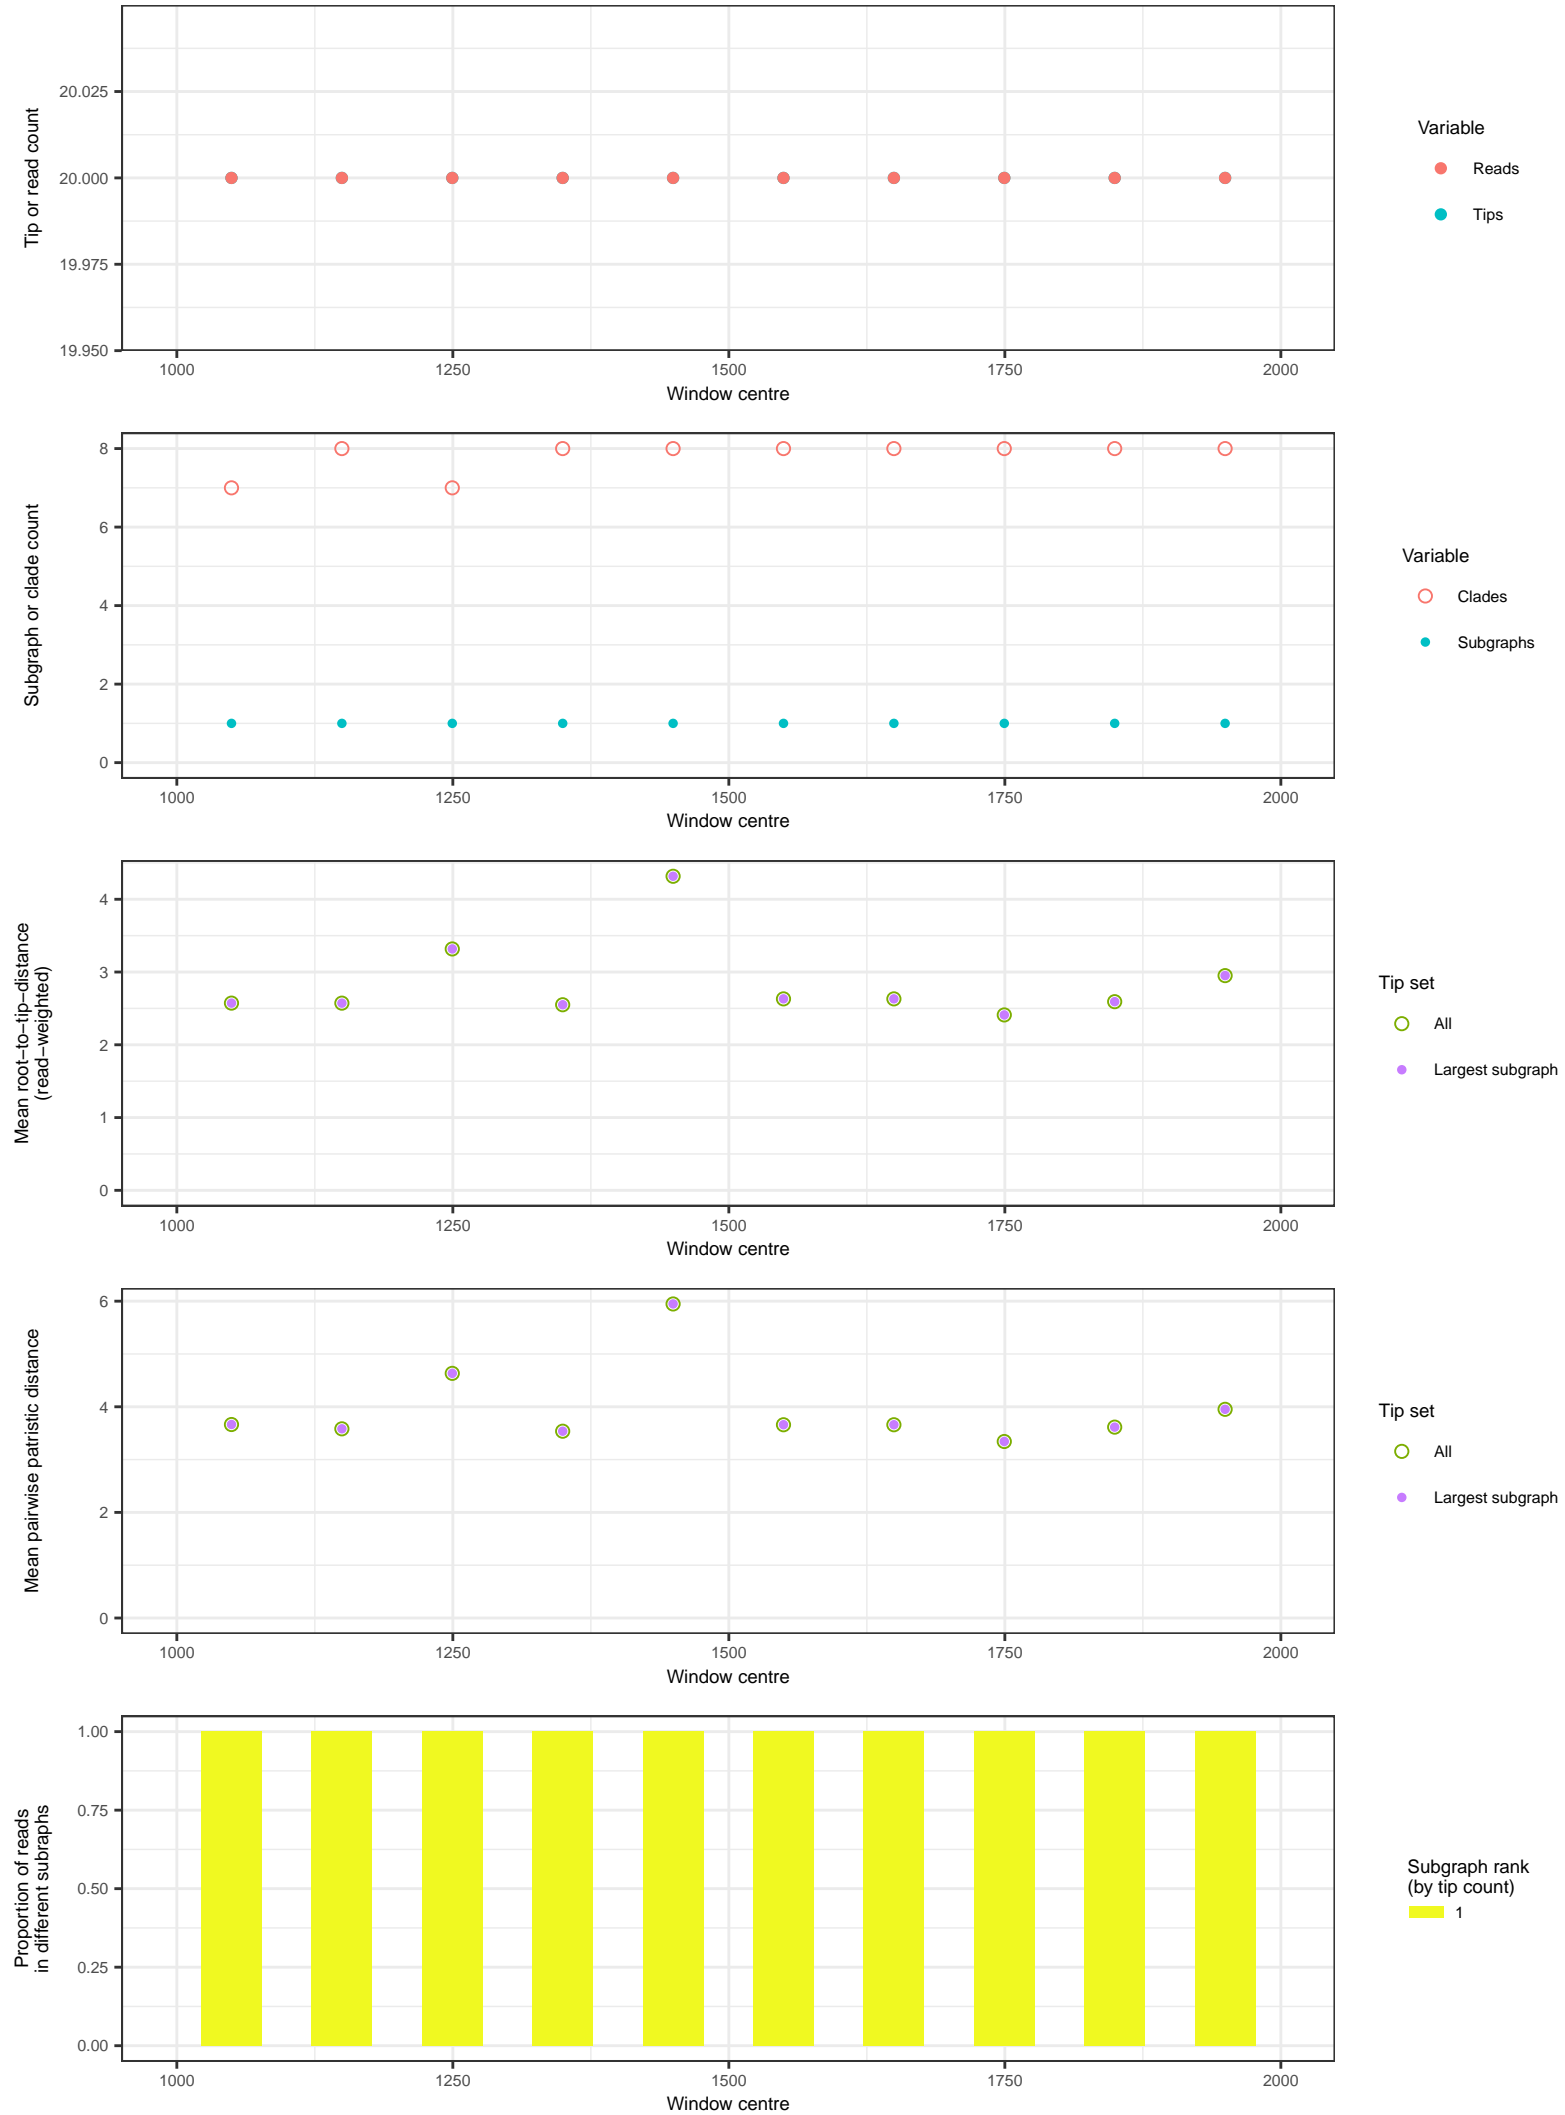 Tip or read count
20.025
20.000
19.975
19.950
1000 1250 1500 1750 2000
Window centre
Variable
Reads
Tips
Subgraph or clade count
8
6
4
2
0
1000 1250 1500 1750 2000
Window centre
Variable
Clades
Subgraphs
Mean root−to−tip−distance
(read−weighted)
4
3
2
1
0
1000 1250 1500 1750 2000
Window centre
Tip set
All
Largest subgraph
Mean pairwise patristic distance
6
4
2
0
1000 1250 1500 1750 2000
Window centre
Tip set
All
Largest subgraph
Proportion of reads
in different subraphs
1.00
0.75
0.50
0.25
0.00
1000 1250 1500 1750 2000
Window centre
Subgraph rank
(by tip count)
1